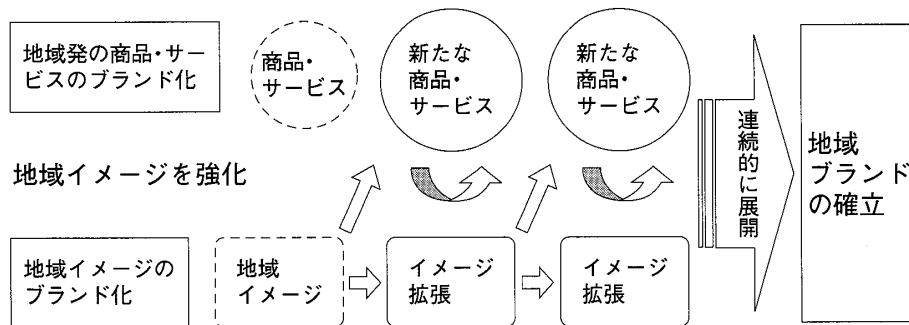 地域発の商品・サー
ビスのブランド化
商品・
サービス
新たな
商品・
サービス
新たな
商品・
サービス
地域イメージを強化
連続的に展開
地域
ブランド
の確立
地域イメージの
ブランド化
地域
イメージ
イメージ
拡張
イメージ
拡張